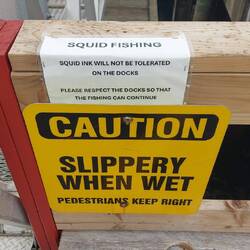 SQUID FISHING
SQUID INK WILL NOT BE TOLERATED
ON THE DOCKS
PLEASE RESPECT THE DOCKS SO THAT
THE FISHING CAN CONTINUE
CAUTION
SLIPPERY
WHEN WET
PEDESTRIANS KEEP RIGHT